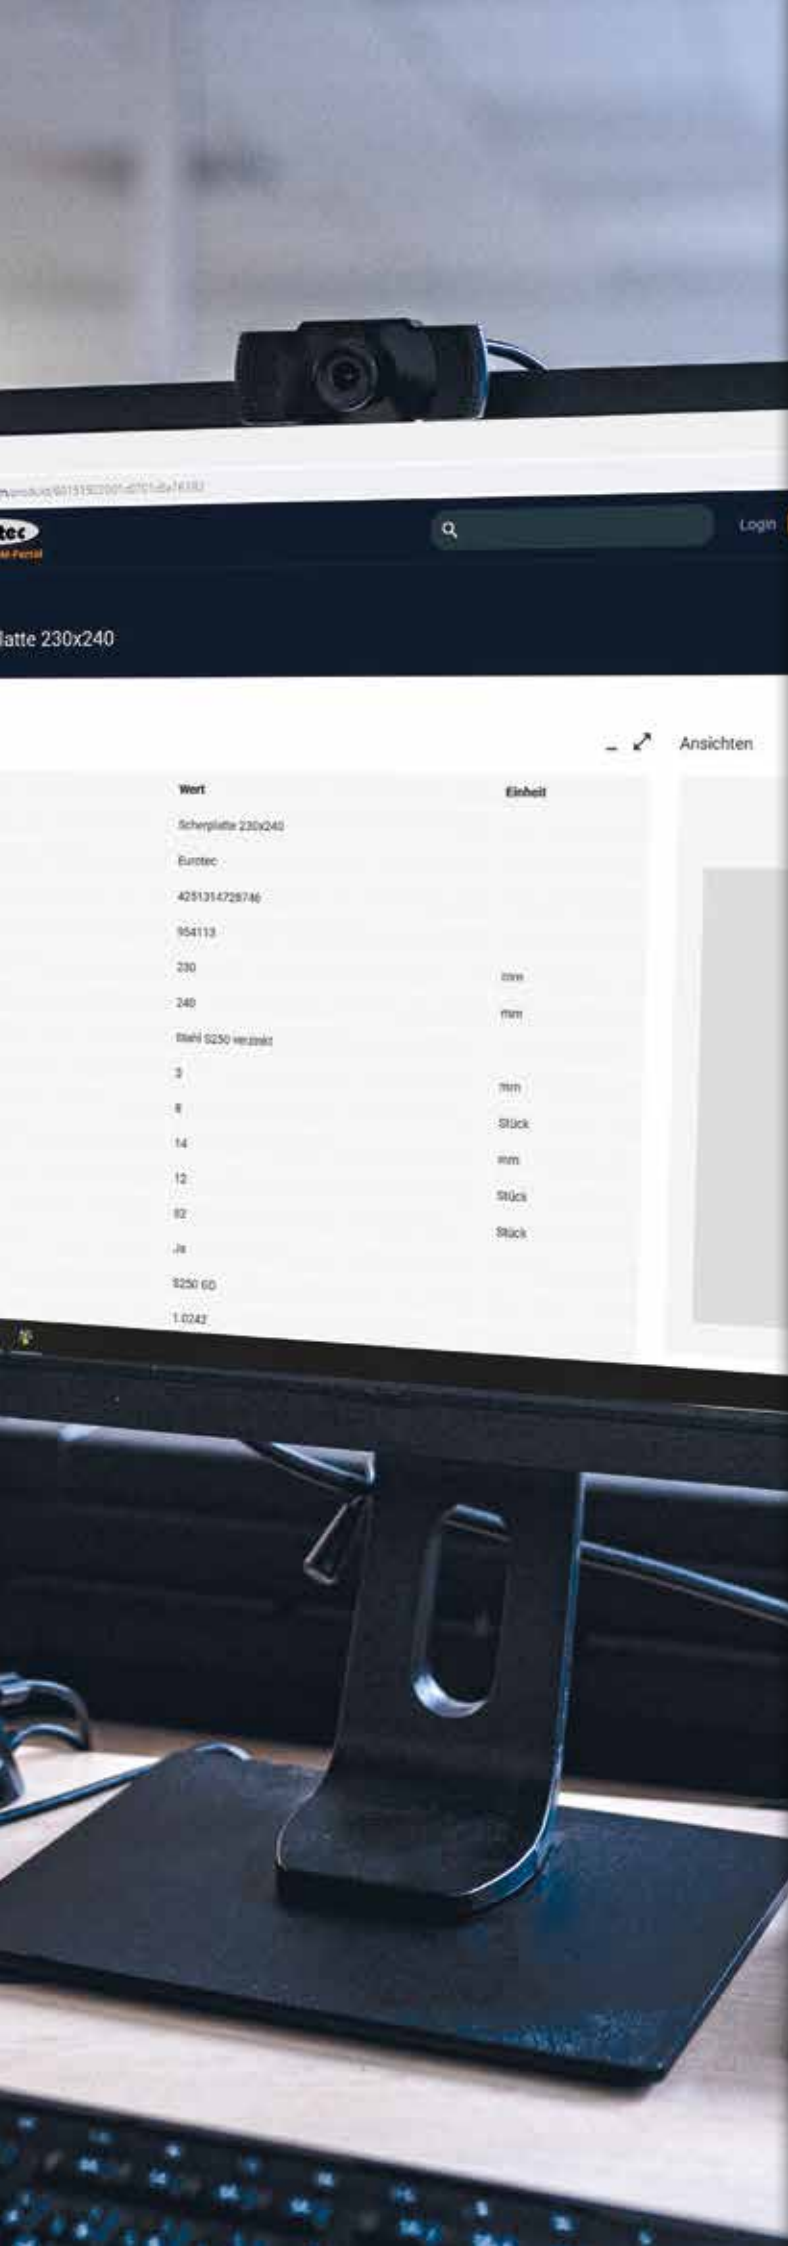 tec
Login
latte 230x240
Ansichten
Wert Einheit
Scherplatte 230x240
Eurotec
4251314728746
954113
230 mm
240 mm
Stahl S250 verzinkt
3 mm
8 Stück
14 mm
12 Stück
Stück
Ja
S250 GD
1.0242